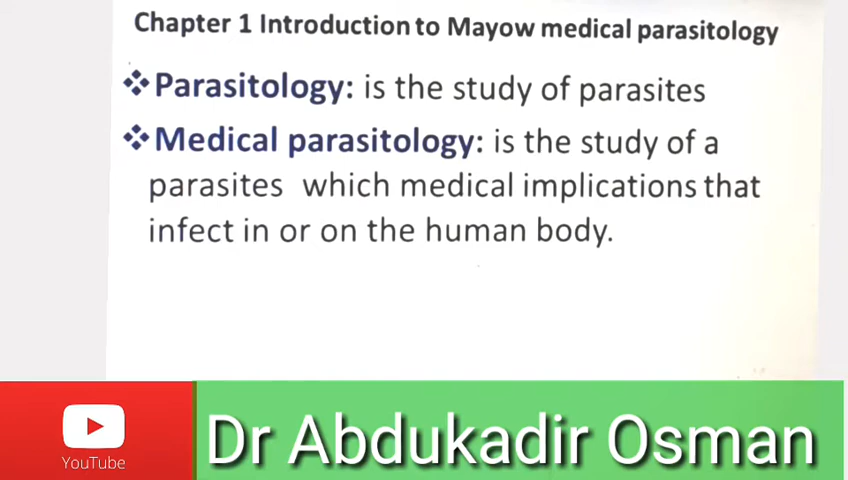 Chapter 1 Introduction to Mayow medical parasitology
❖Parasitology: is the study of parasites
❖Medical parasitology: is the study of a
parasites which medical implications that
infect in or on the human body.
YouTube
Dr Abdukadir Osman